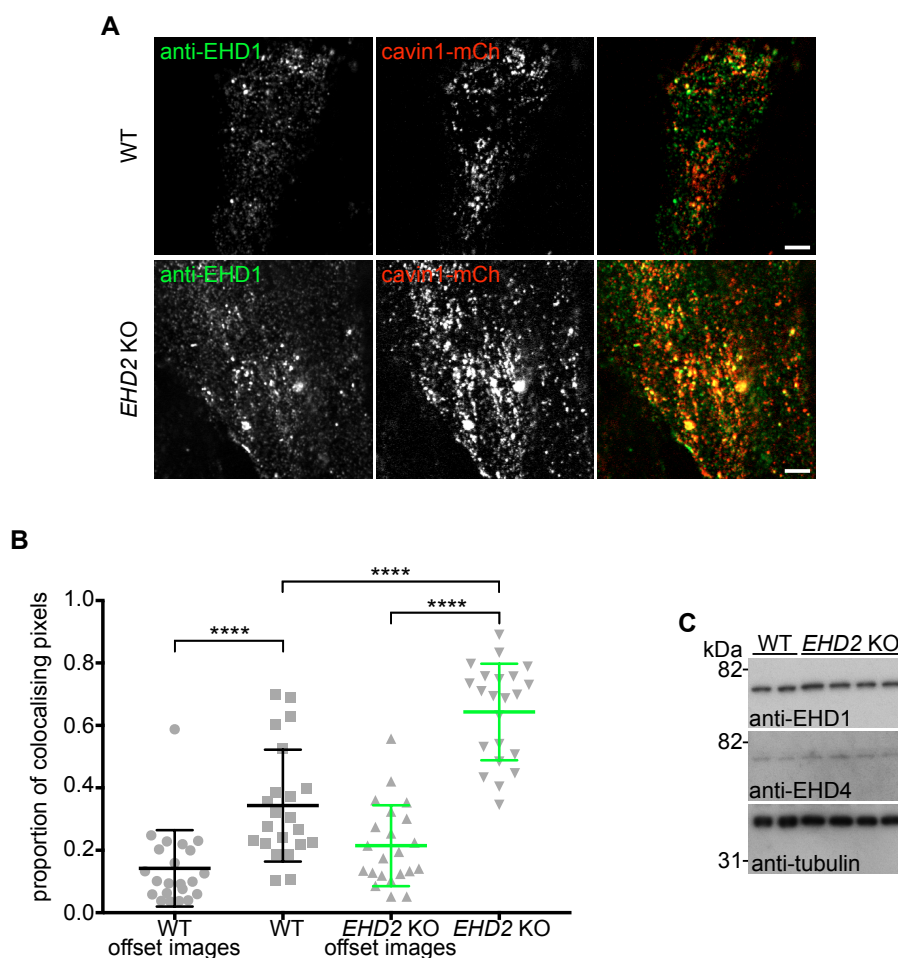 A
anti-EHD1 cavin1-mCh
WT
anti-EHD1 cavin1-mCh
EHD2 KO
B
proportion of colocalising pixels
1.0
0.8
0.6
0.4
0.2
0.0
****
****
****
WT
offset images
WT
EHD2 KO
offset images
EHD2 KO
C
kDa WT EHD2 KO
82-
anti-EHD1
82-
anti-EHD4
31-
anti-tubulin